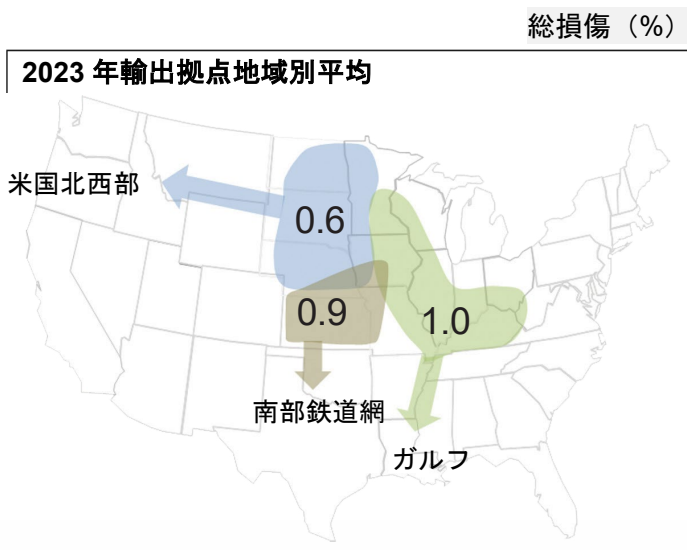 総損傷（%）
2023 年輸出拠点地域別平均
米国北西部
0.6
0.9
1.0
南部鉄道網
ガルフ